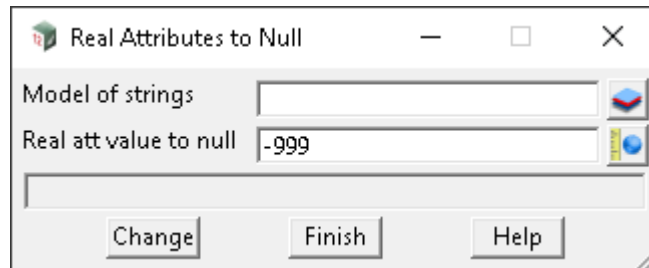 Real Attributes to Null
Model of strings
Real att value to null -999
Change Finish Help